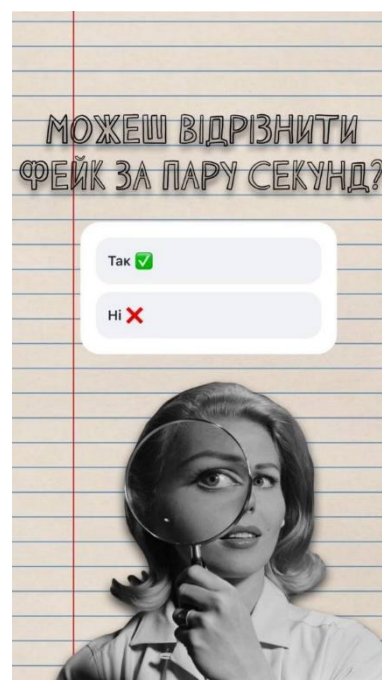 МОЖЕШ ВІДРІЗНИТИ
ФЕЙК ЗА ПАРУ СЕКУНД?
Так ✅
Ні ❌